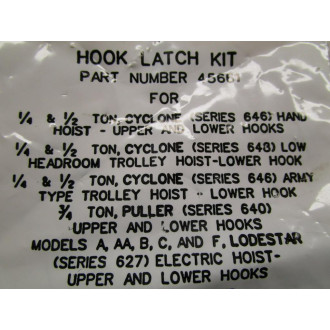 HOOK LATCH KIT
PART NUMBER 45661
FOR
¼ & ½ TON, CYCLONE (SERIES 646) HAND
HOIST - UPPER AND LOWER HOOKS
¼ & ½ TON, CYCLONE (SERIES 643) LOW
HEADROOM TROLLEY HOIST-LOWER HOOK
¼ & ½ TON, CYCLONE (SERIES 646) ARMY
TYPE TROLLEY HOIST - LOWER HOOK
¾ TON, PULLER (SERIES 640)
UPPER AND LOWER HOOKS
MODELS A, AA, B, C, AND F, LODESTAR
(SERIES 627) ELECTRIC HOIST-
UPPER AND LOWER HOOKS